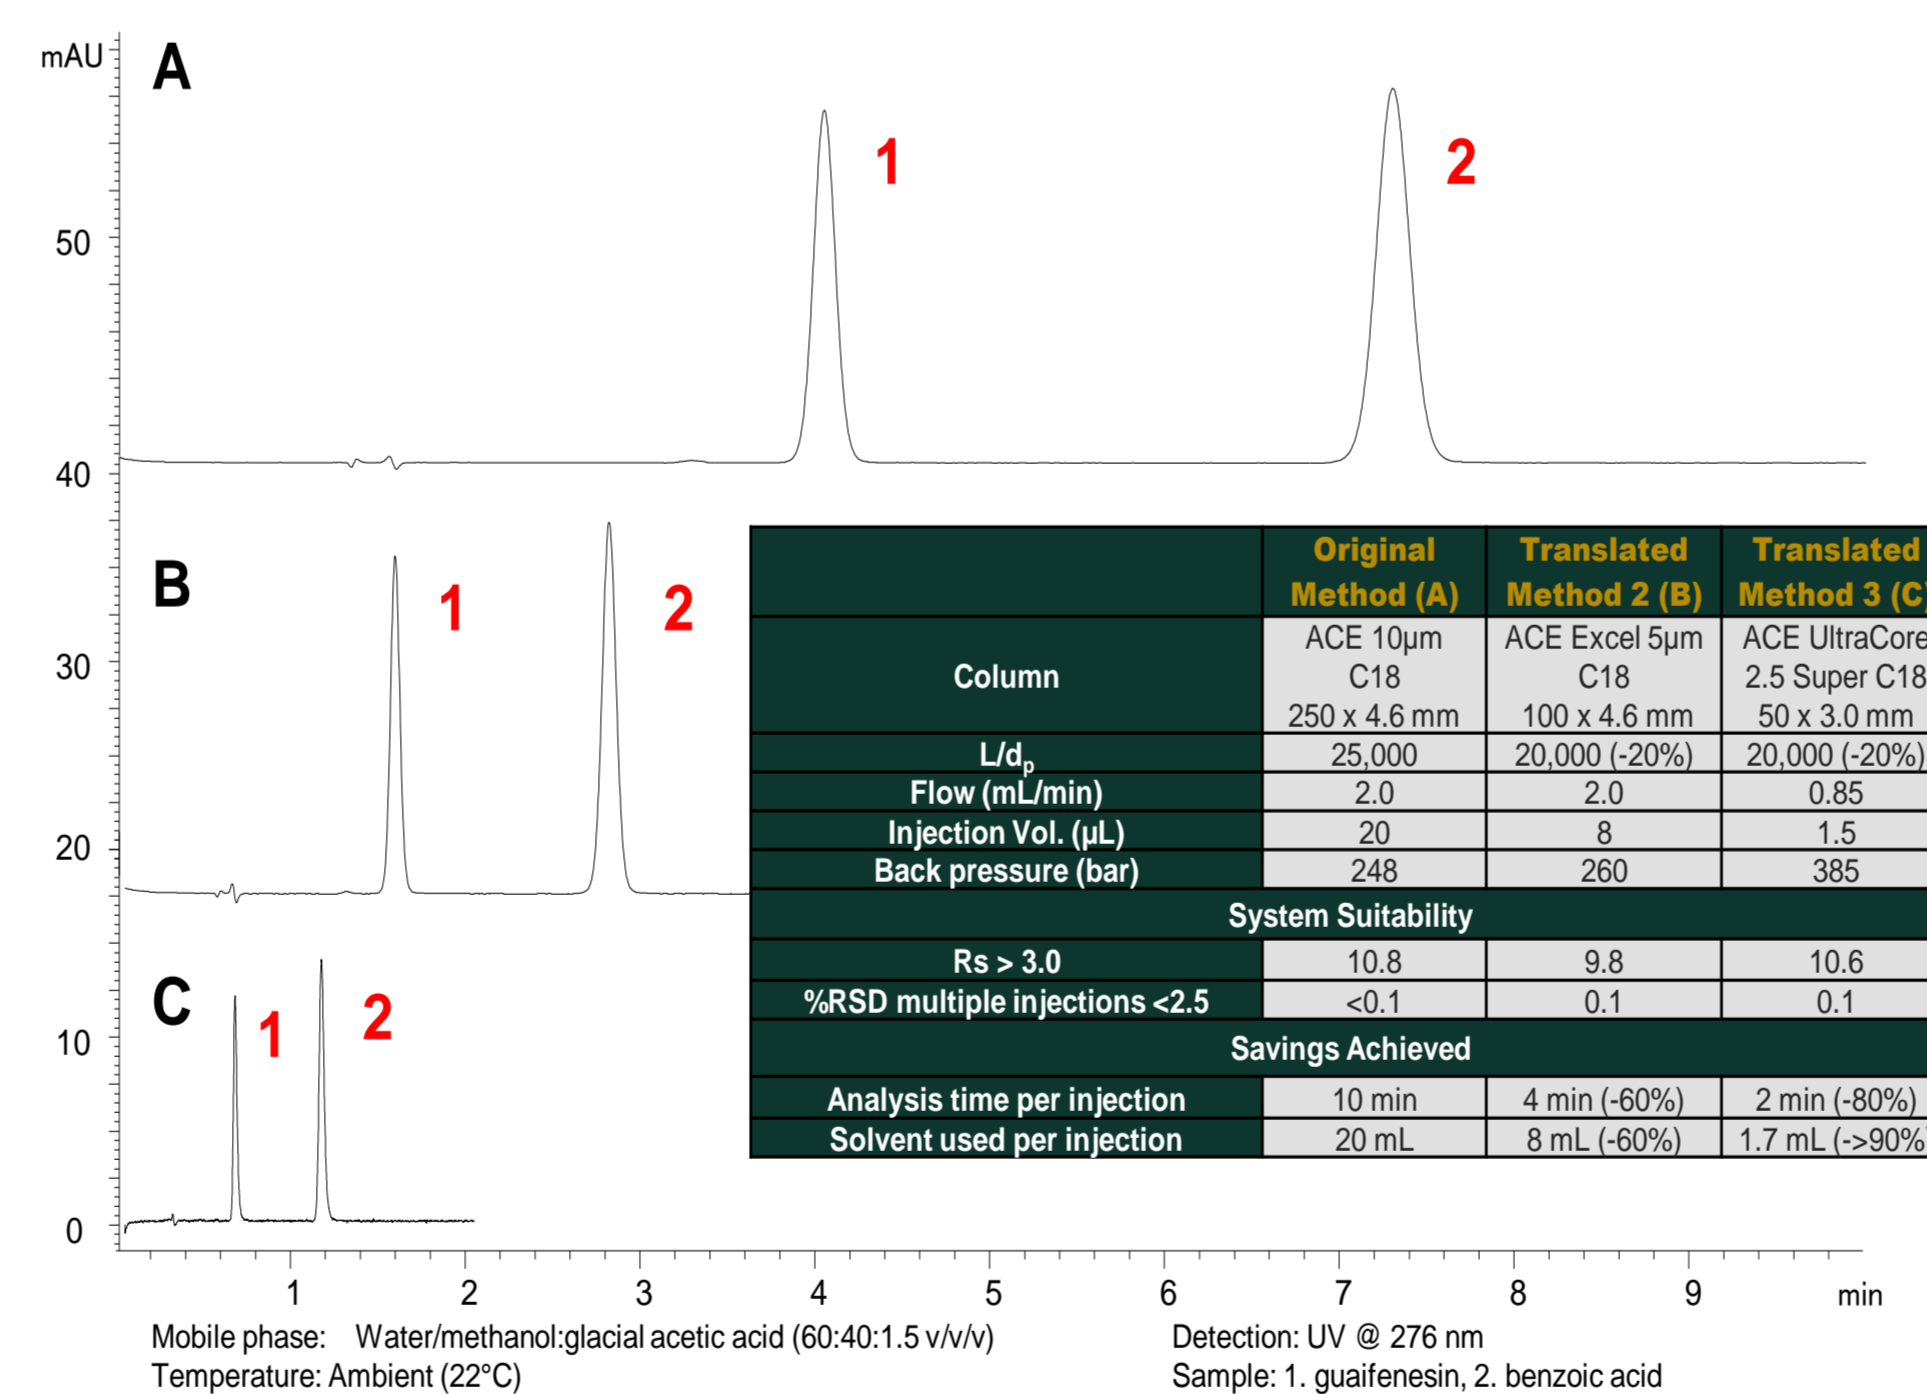 mAU
A
1
2
50
40
B
1
2
30
20
C
1
2
10
0
Original Method (A)
Translated Method 2 (B)
Translated Method 3 (C)
Column
ACE 10µm C18 250 x 4.6 mm
ACE Excel 5µm C18 100 x 4.6 mm
ACE UltraCore 2.5 Super C18 50 x 3.0 mm
L/dp 25,000 20,000 (-20%) 20,000 (-20%)
Flow (mL/min) 2.0 2.0 0.85
Injection Vol. (µL) 20 8 1.5
Back pressure (bar) 248 260 385
System Suitability
Rs > 3.0 10.8 9.8 10.6
%RSD multiple injections <2.5 <0.1 0.1 0.1
Savings Achieved
Analysis time per injection 10 min 4 min (-60%) 2 min (-80%)
Solvent used per injection 20 mL 8 mL (-60%) 1.7 mL (->90%
1 2 3 4 5 6 7 8 9 min
Mobile phase: Water/methanol:glacial acetic acid (60:40:1.5 v/v/v)
Temperature: Ambient (22°C)
Detection: UV @ 276 nm
Sample: 1. guaifenesin, 2. benzoic acid